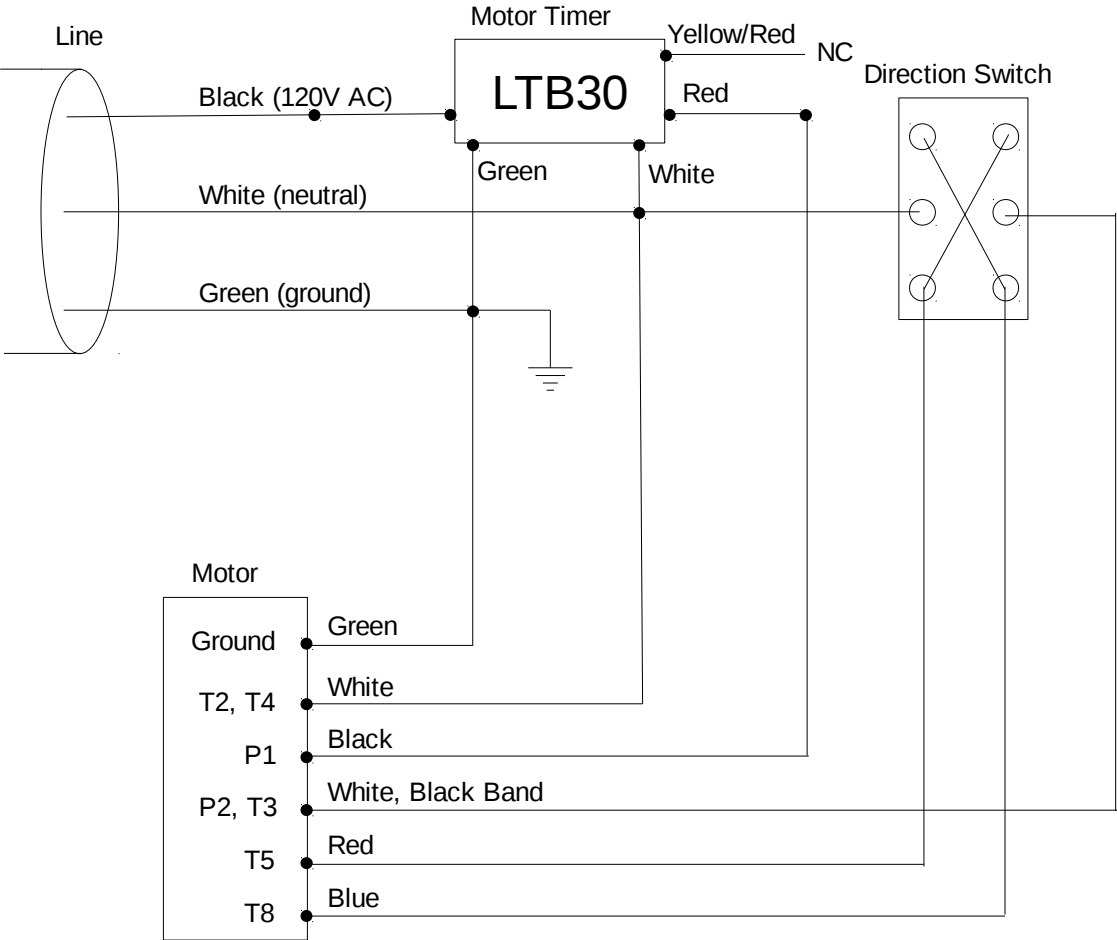 Motor Timer
Line
Yellow/Red
NC
Direction Switch
Black (120V AC)
LTB30
Red
Green
White
White (neutral)
Green (ground)
Motor
Ground
Green
T2, T4
White
P1
Black
P2, T3
White, Black Band
T5
Red
T8
Blue